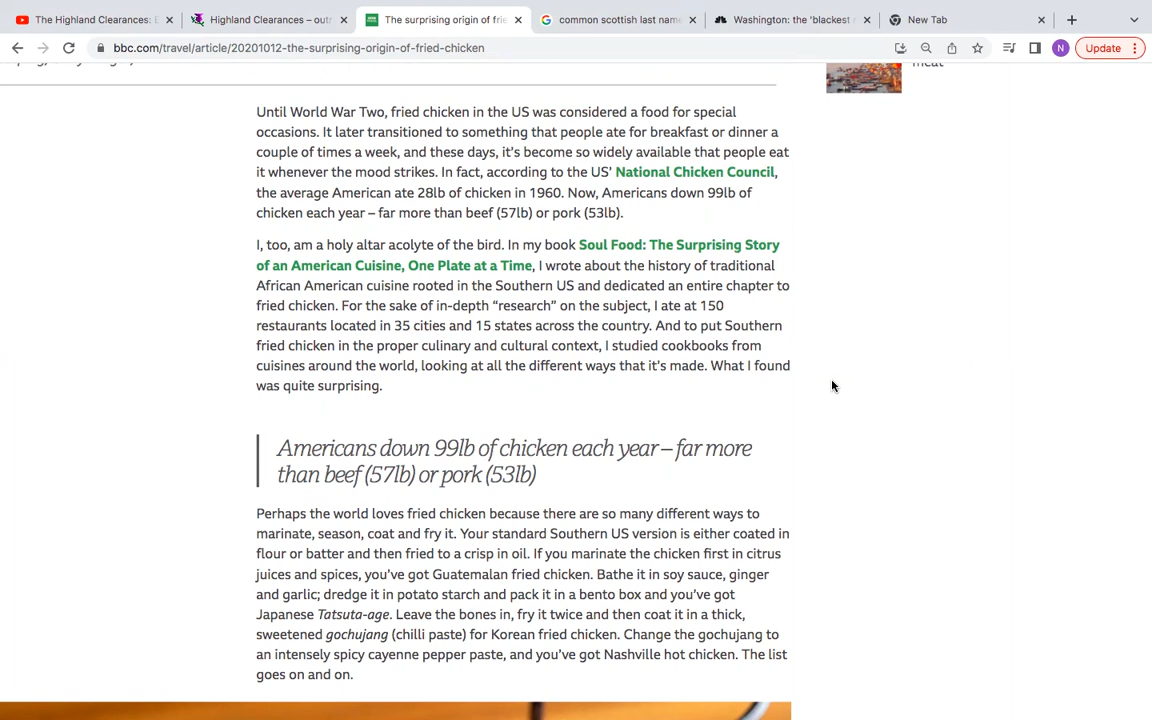 The Highland Clearances:
Highland Clearances – out
The surprising origin of frie
common scottish last name
Washington: the 'blackest
New Tab
bbc.com/travel/article/20201012-the-surprising-origin-of-fried-chicken
N
Update
meat
Until World War Two, fried chicken in the US was considered a food for special
occasions. It later transitioned to something that people ate for breakfast or dinner a
couple of times a week, and these days, it's become so widely available that people eat
it whenever the mood strikes. In fact, according to the US' National Chicken Council,
the average American ate 28lb of chicken in 1960. Now, Americans down 99lb of
chicken each year – far more than beef (57lb) or pork (53lb).
I, too, am a holy altar acolyte of the bird. In my book Soul Food: The Surprising Story
of an American Cuisine, One Plate at a Time, I wrote about the history of traditional
African American cuisine rooted in the Southern US and dedicated an entire chapter to
fried chicken. For the sake of in-depth “research” on the subject, I ate at 150
restaurants located in 35 cities and 15 states across the country. And to put Southern
fried chicken in the proper culinary and cultural context, I studied cookbooks from
cuisines around the world, looking at all the different ways that it's made. What I found
was quite surprising.
Americans down 99lb of chicken each year – far more
than beef (57lb) or pork (53lb)
Perhaps the world loves fried chicken because there are so many different ways to
marinate, season, coat and fry it. Your standard Southern US version is either coated in
flour or batter and then fried to a crisp in oil. If you marinate the chicken first in citrus
juices and spices, you've got Guatemalan fried chicken. Bathe it in soy sauce, ginger
and garlic; dredge it in potato starch and pack it in a bento box and you've got
Japanese Tatsuta-age. Leave the bones in, fry it twice and then coat it in a thick,
sweetened gochujang (chilli paste) for Korean fried chicken. Change the gochujang to
an intensely spicy cayenne pepper paste, and you've got Nashville hot chicken. The list
goes on and on.